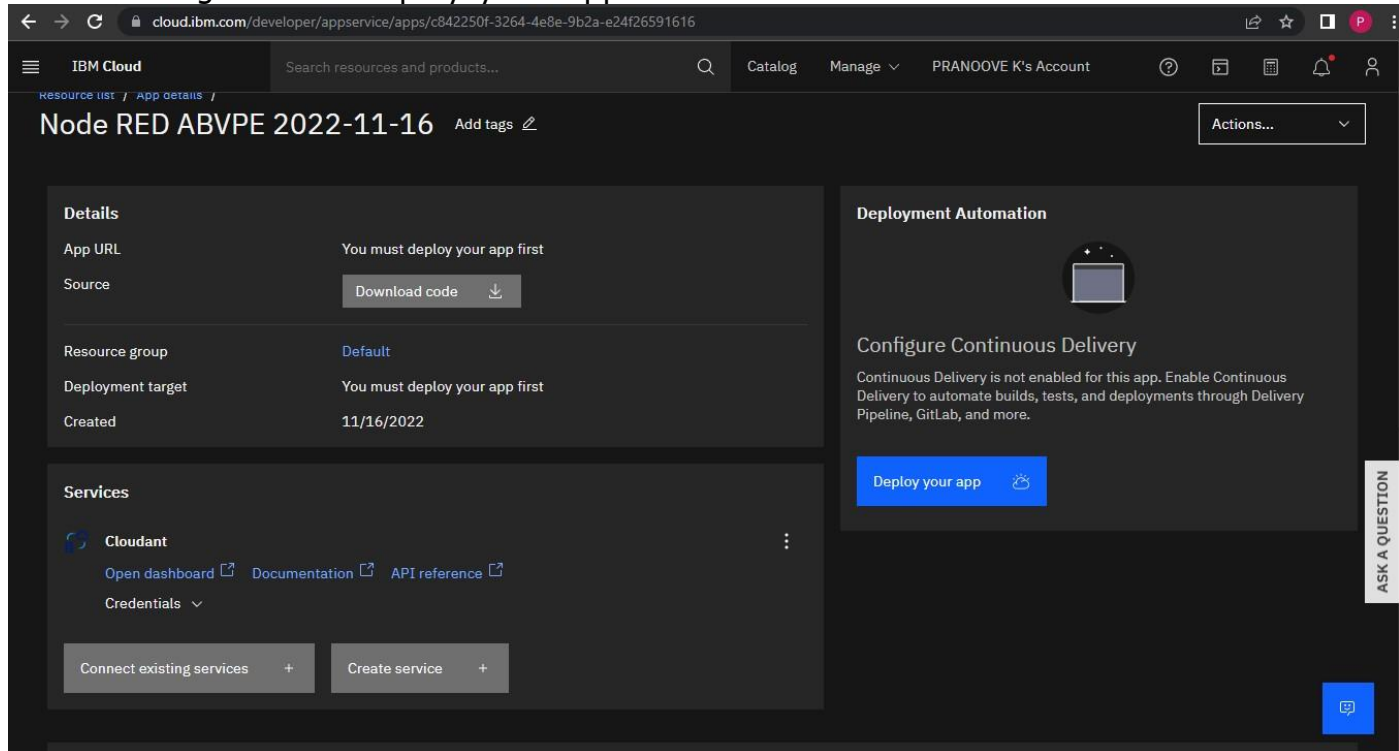 cloud.ibm.com/developer/appservice/apps/c842250f-3264-4e8e-9b2a-e24f26591616
P
IBM Cloud
Search resources and products...
Catalog
Manage
PRANOOVE K's Account
Resource list / App details /
Node RED ABVPE 2022-11-16
Add tags
Actions...
Details
App URL
You must deploy your app first
Source
Download code
Resource group
Default
Deployment target
You must deploy your app first
Created
11/16/2022
Services
Cloudant
Open dashboard
Documentation
API reference
Credentials
Connect existing services +
Create service +
Deployment Automation
Configure Continuous Delivery
Continuous Delivery is not enabled for this app. Enable Continuous
Delivery to automate builds, tests, and deployments through Delivery
Pipeline, GitLab, and more.
Deploy your app
ASK A QUESTION